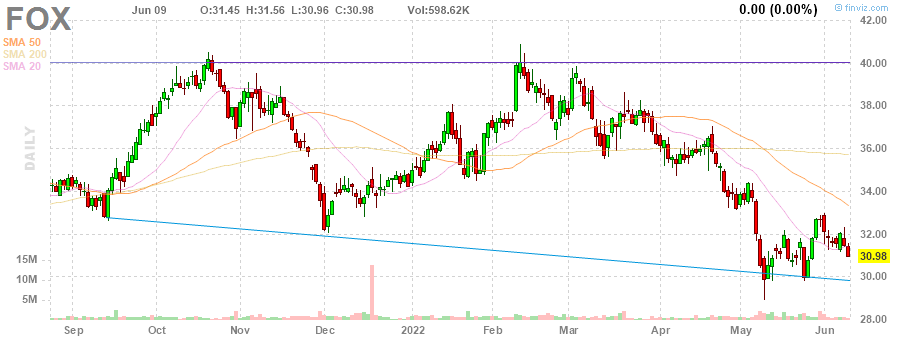 FOX Jun 09 O:31.45 H:31.56 L:30.96 C:30.98 Vol:598.62K 0.00 (0.00%) finviz.com
SMA 50
SMA 200
SMA 20
DAILY
42.00
40.00
38.00
36.00
34.00
32.00
30.98
30.00
28.00
15M
10M
5M
Sep Oct Nov Dec 2022 Feb Mar Apr May Jun